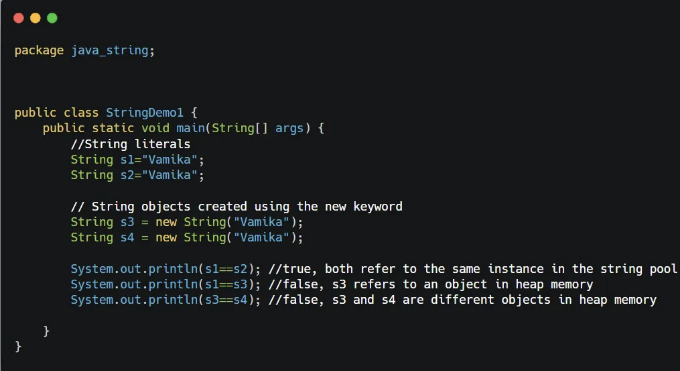 package java_string;
public class StringDemo1 {
public static void main(String[] args) {
//String literals
String s1="Vamika";
String s2="Vamika";
// String objects created using the new keyword
String s3 = new String("Vamika");
String s4 = new String("Vamika");
System.out.println(s1==s2); //true, both refer to the same instance in the string pool
System.out.println(s1==s3); //false, s3 refers to an object in heap memory
System.out.println(s3==s4); //false, s3 and s4 are different objects in heap memory
}
}